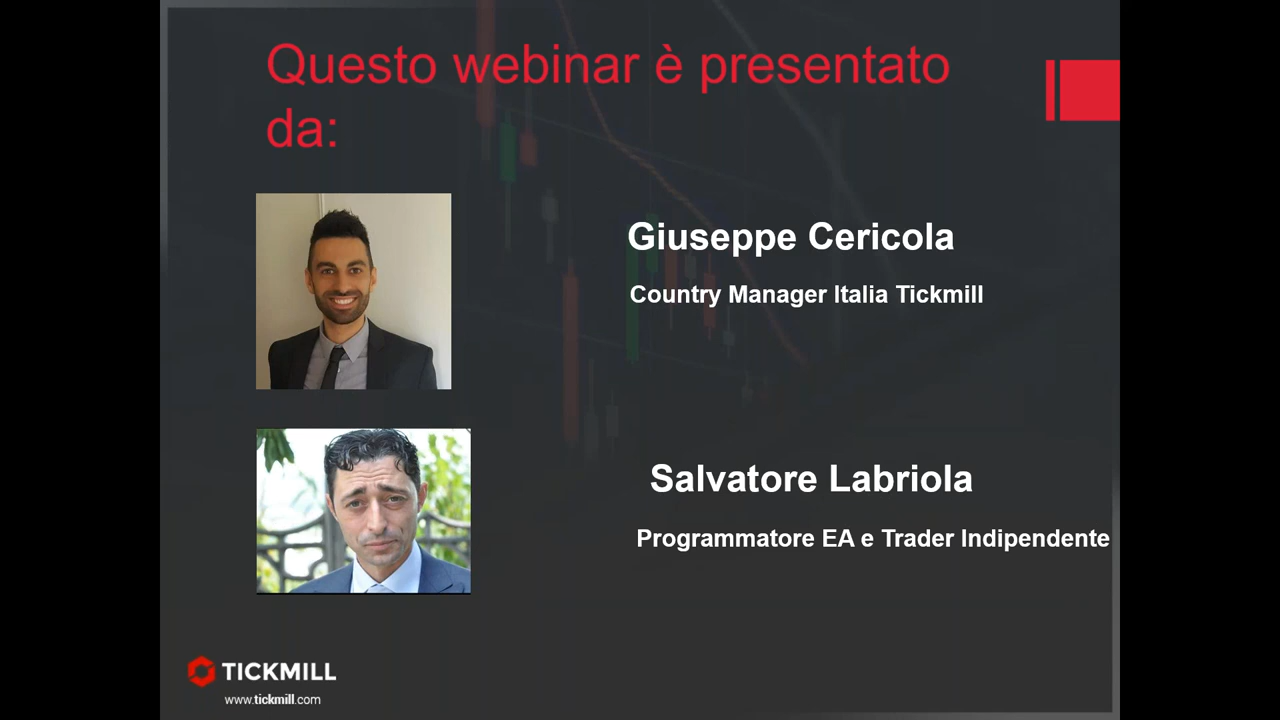 Questo webinar è presentato
da:
Giuseppe Cericola
Country Manager Italia Tickmill
Salvatore Labriola
Programmatore EA e Trader Indipendente
TICKMILL
www.tickmill.com